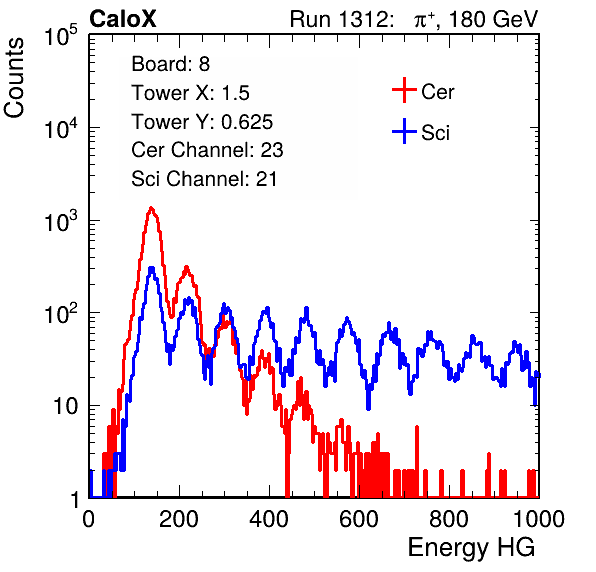 CaloX Run 1312: π⁺, 180 GeV
Board: 8
Tower X: 1.5
Tower Y: 0.625
Cer Channel: 23
Sci Channel: 21
Cer
Sci
Counts
10⁵
10⁴
10³
10²
10
1
0 200 400 600 800 1000
Energy HG